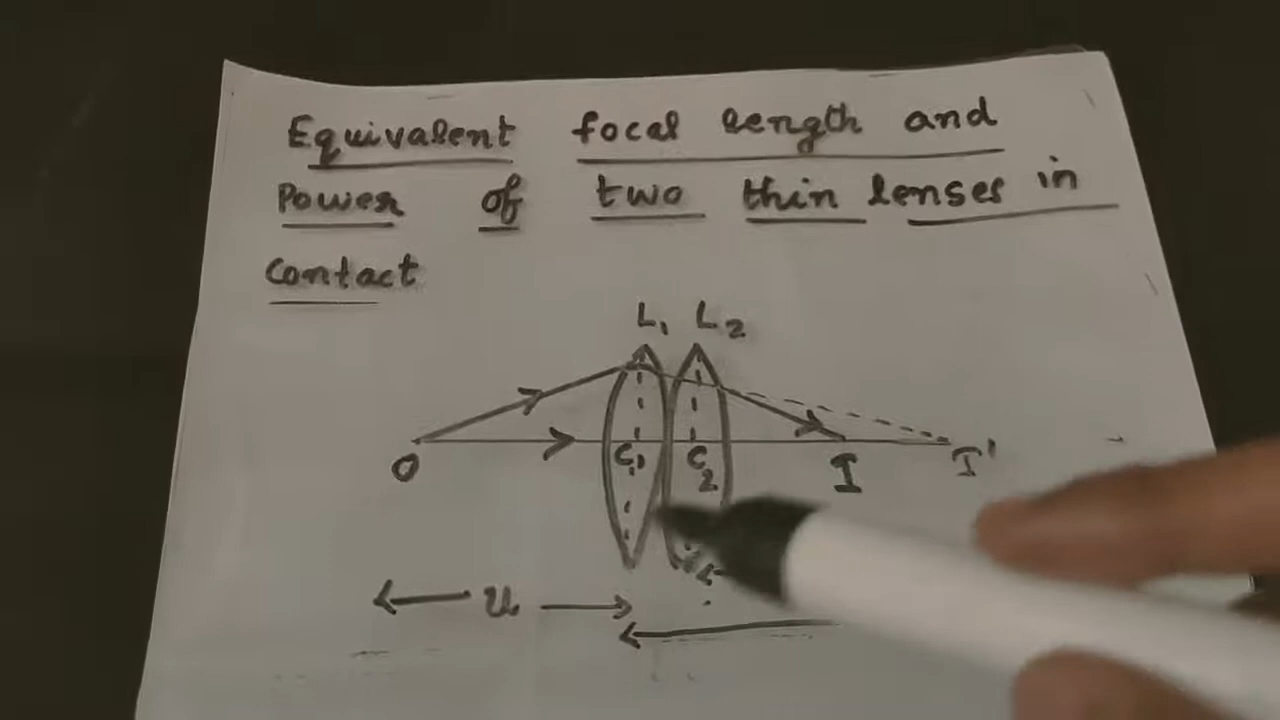 Equivalent focal length and
Power of two thin lenses in
Contact
L1 L2
O C1 C2 I I'
u